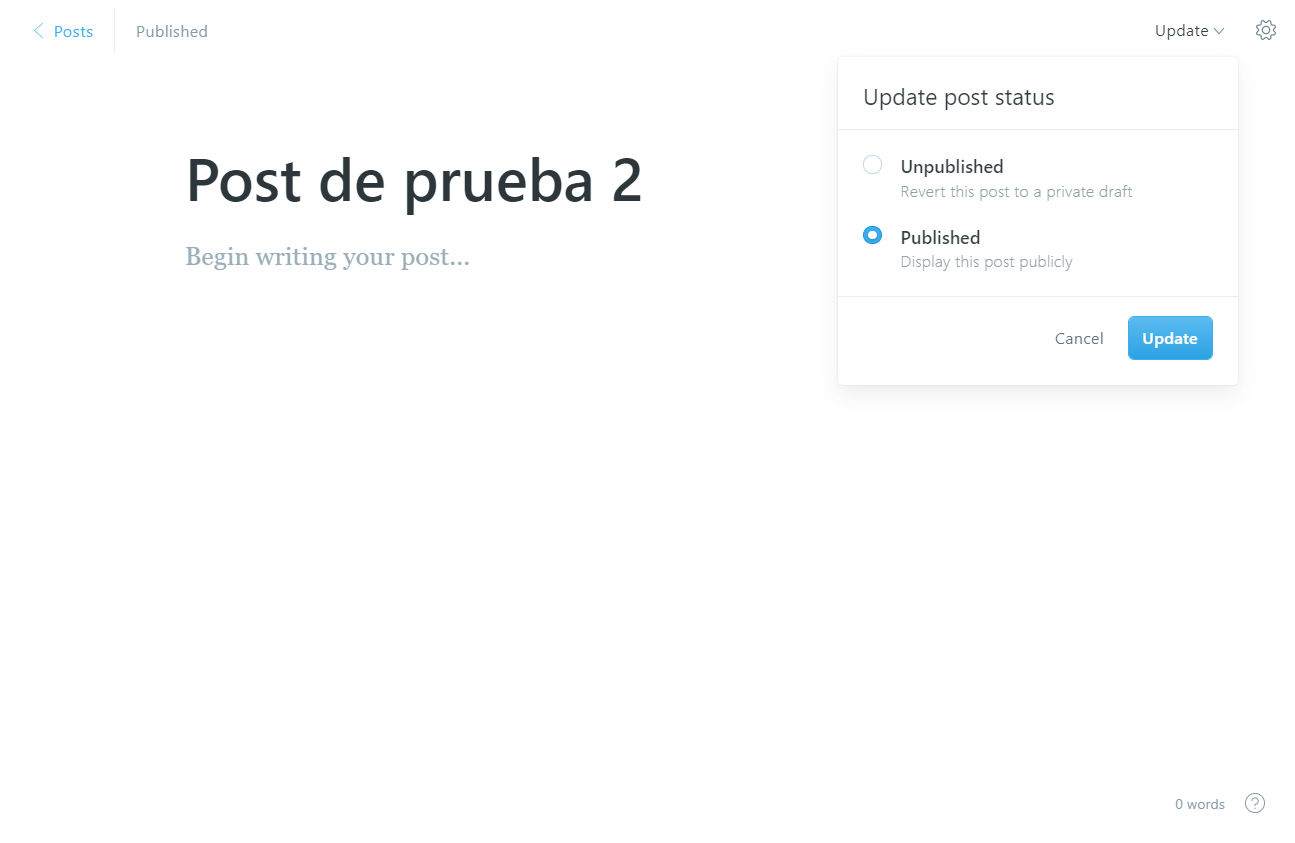 Posts
Published
Update
Update post status
Post de prueba 2
Unpublished
Revert this post to a private draft
Begin writing your post...
Published
Display this post publicly
Cancel
Update
0 words
?